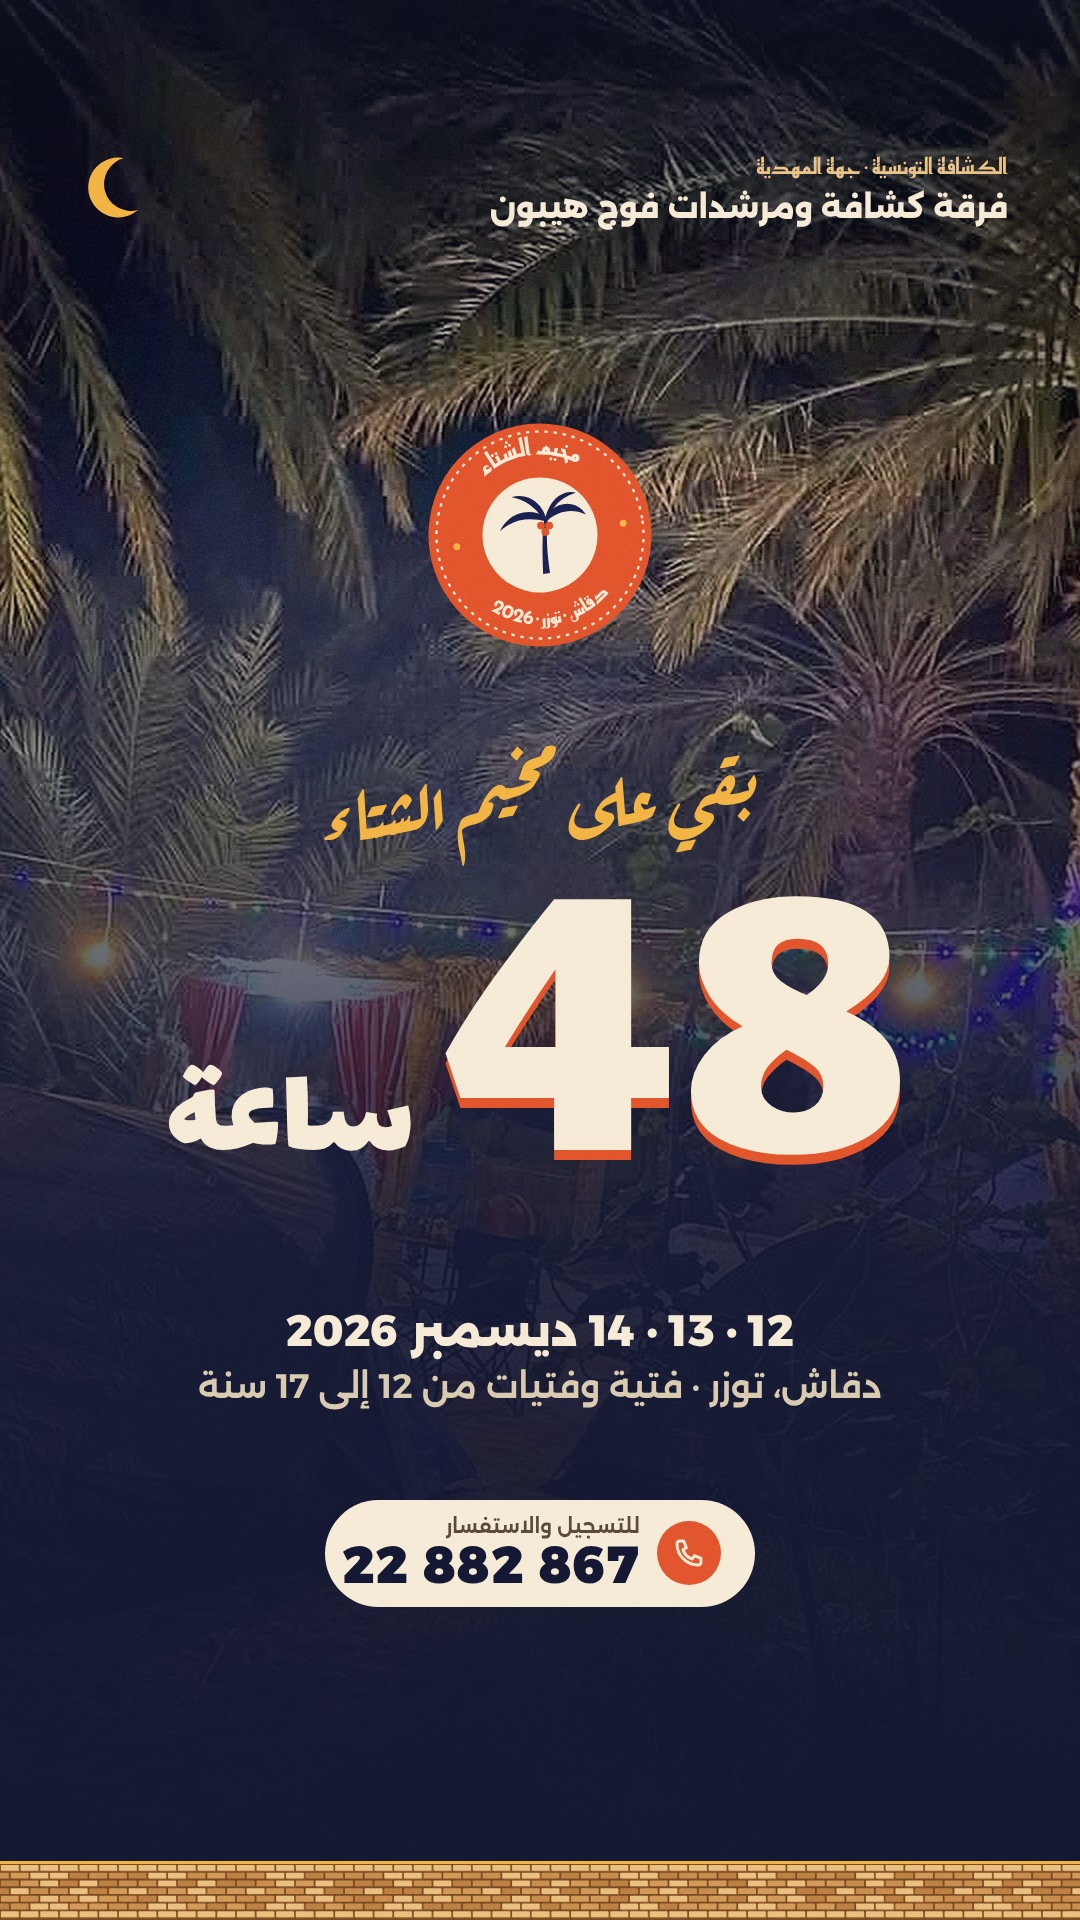 الكشافة التونسية · جهة المهدية
فرقة كشافة ومرشدات فوج هيبون
مخيم الشتاء
دقاش · توزر · 2026
بقي على مخيم الشتاء
48 ساعة
12 · 13 · 14 ديسمبر 2026
دقاش، توزر · فتية وفتيات من 12 إلى 17 سنة
للتسجيل والاستفسار
22 882 867